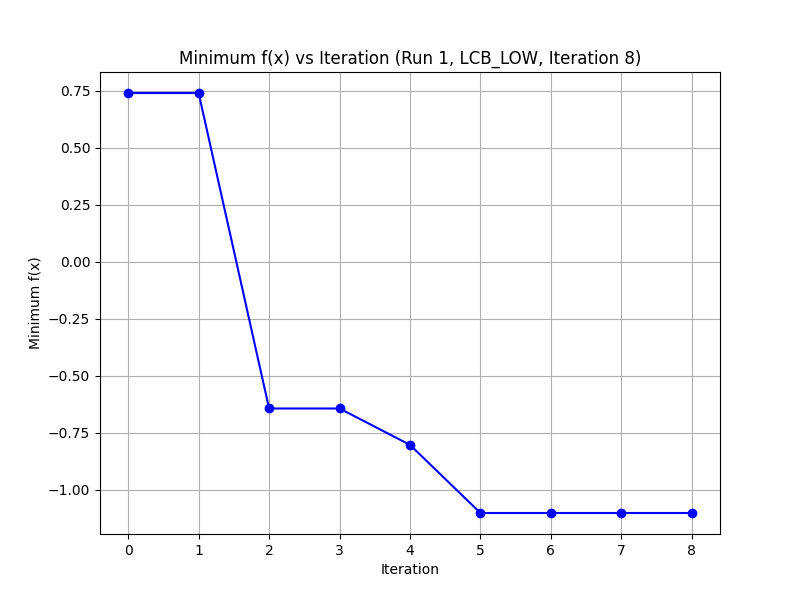 Minimum f(x) vs Iteration (Run 1, LCB_LOW, Iteration 8)
0.75
0.50
0.25
0.00
−0.25
−0.50
−0.75
−1.00
Minimum f(x)
0 1 2 3 4 5 6 7 8
Iteration